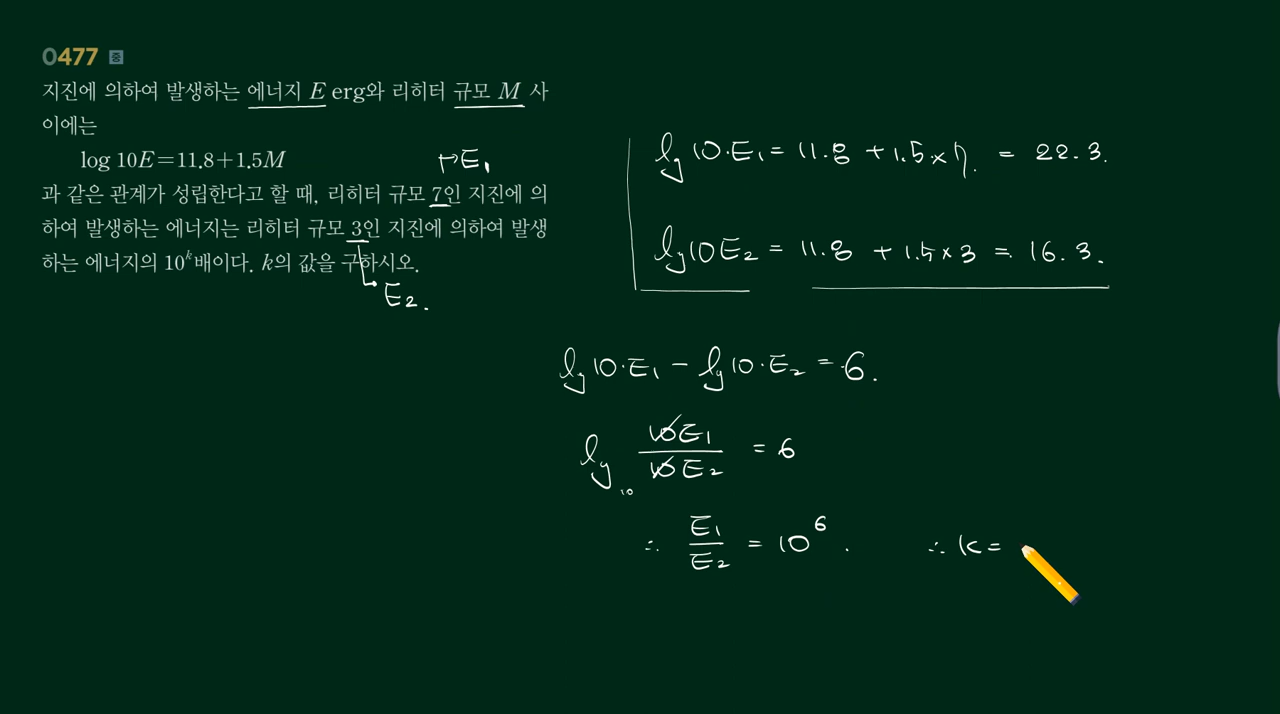 0477 중
지진에 의하여 발생하는 에너지 E erg와 리히터 규모 M 사
이에는
log 10E=11.8+1.5M
→E₁
과 같은 관계가 성립한다고 할 때, 리히터 규모 7인 지진에 의
하여 발생하는 에너지는 리히터 규모 3인 지진에 의하여 발생
하는 에너지의 10ᵏ배이다. k의 값을 구하시오.
E₂.
log 10·E₁ = 11.8 + 1.5×7. = 22.3.
log 10E₂ = 11.8 + 1.5×3 = 16.3.
log 10·E₁ − log 10·E₂ = 6.
log₁₀ 10E₁/10E₂ = 6
∴ E₁/E₂ = 10⁶. ∴ k=